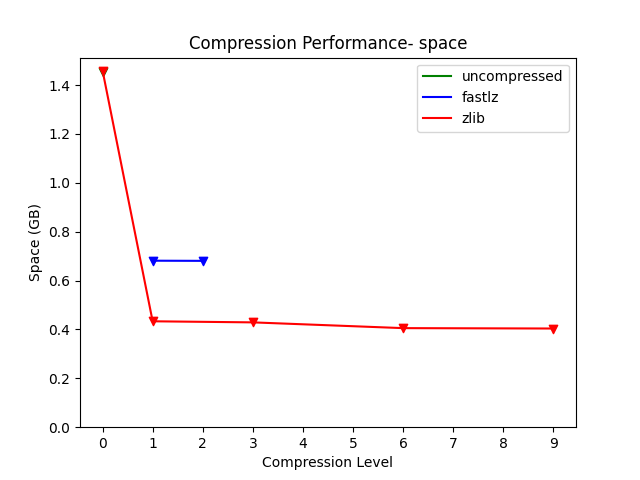 Compression Performance- space
uncompressed
fastlz
zlib
Space (GB)
1.4
1.2
1.0
0.8
0.6
0.4
0.2
0.0
0 1 2 3 4 5 6 7 8 9
Compression Level